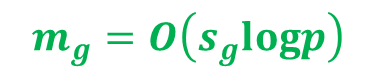 m_g = O(s_g logp)